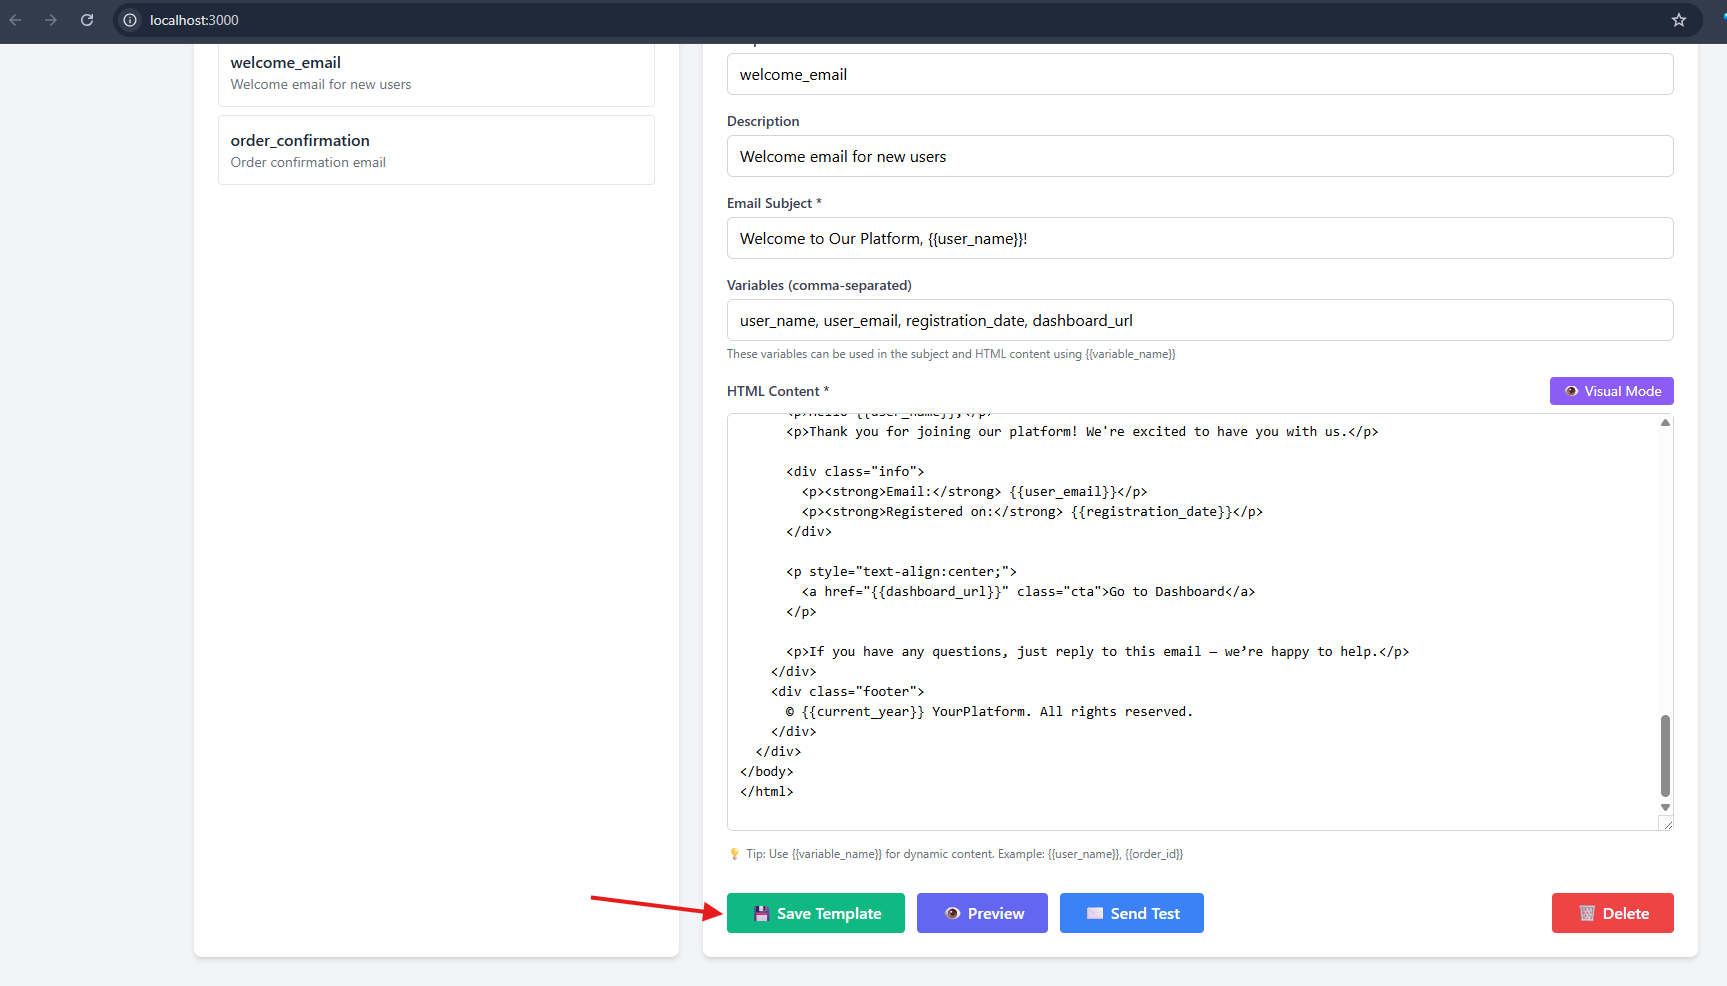 localhost:3000
welcome_email
Welcome email for new users
order_confirmation
Order confirmation email
welcome_email
Description
Welcome email for new users
Email Subject *
Welcome to Our Platform, {{user_name}}!
Variables (comma-separated)
user_name, user_email, registration_date, dashboard_url
These variables can be used in the subject and HTML content using {{variable_name}}
HTML Content *
👁️ Visual Mode
<p>Hello {{user_name}},</p>
<p>Thank you for joining our platform! We're excited to have you with us.</p>
<div class="info">
<p><strong>Email:</strong> {{user_email}}</p>
<p><strong>Registered on:</strong> {{registration_date}}</p>
</div>
<p style="text-align:center;">
<a href="{{dashboard_url}}" class="cta">Go to Dashboard</a>
</p>
<p>If you have any questions, just reply to this email — we’re happy to help.</p>
</div>
<div class="footer">
© {{current_year}} YourPlatform. All rights reserved.
</div>
</div>
</body>
</html>
💡 Tip: Use {{variable_name}} for dynamic content. Example: {{user_name}}, {{order_id}}
💾 Save Template
👁️ Preview
📧 Send Test
🗑️ Delete